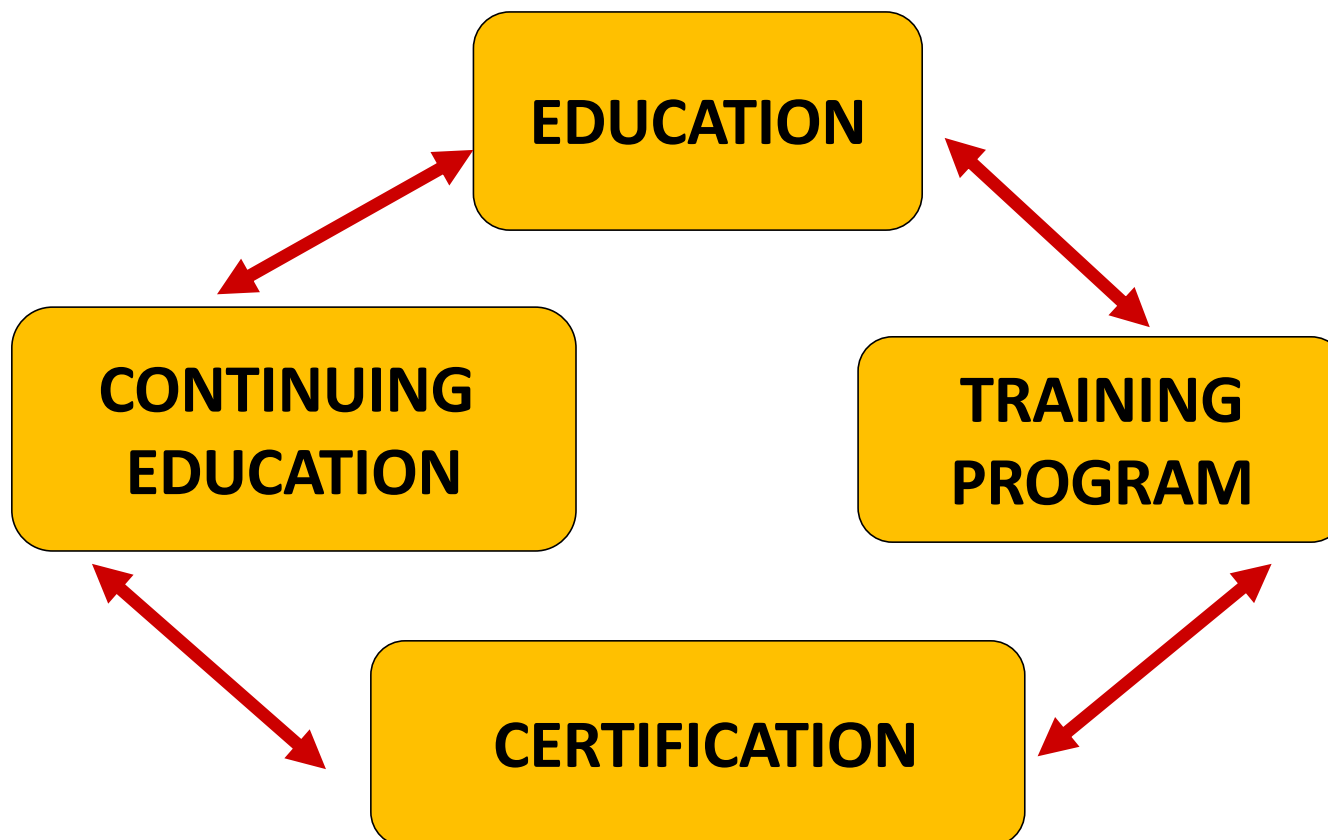 EDUCATION
CONTINUING
EDUCATION
TRAINING
PROGRAM
CERTIFICATION